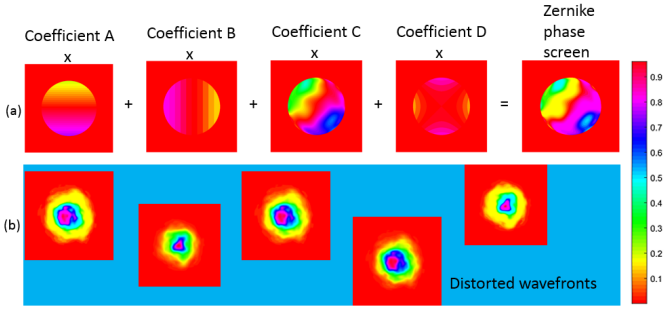 Coefficient A
x
Coefficient B
x
Coefficient C
x
Coefficient D
x
Zernike
phase
screen
(a)
+
+
+
=
0.9
0.8
0.7
0.6
0.5
0.4
0.3
0.2
0.1
(b)
Distorted wavefronts